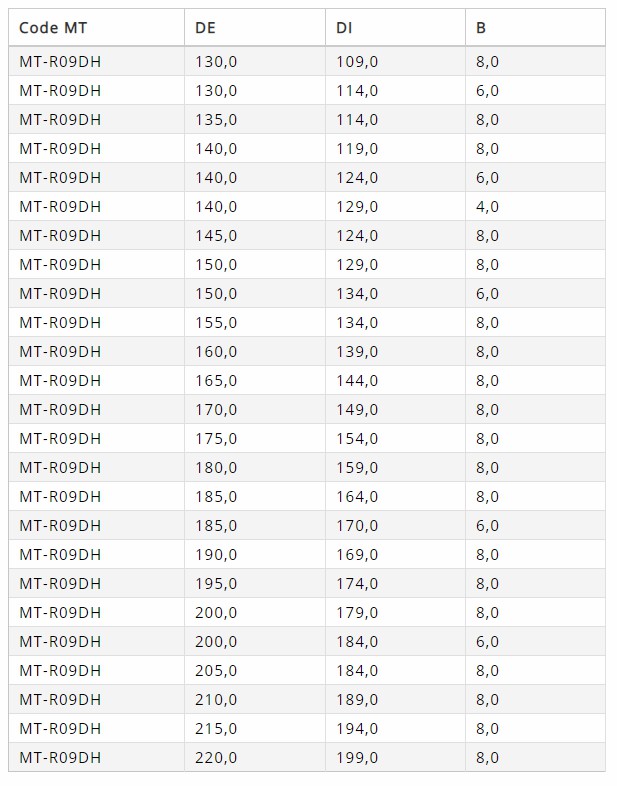 Code MT DE DI B
MT-R09DH 130,0 109,0 8,0
MT-R09DH 130,0 114,0 6,0
MT-R09DH 135,0 114,0 8,0
MT-R09DH 140,0 119,0 8,0
MT-R09DH 140,0 124,0 6,0
MT-R09DH 140,0 129,0 4,0
MT-R09DH 145,0 124,0 8,0
MT-R09DH 150,0 129,0 8,0
MT-R09DH 150,0 134,0 6,0
MT-R09DH 155,0 134,0 8,0
MT-R09DH 160,0 139,0 8,0
MT-R09DH 165,0 144,0 8,0
MT-R09DH 170,0 149,0 8,0
MT-R09DH 175,0 154,0 8,0
MT-R09DH 180,0 159,0 8,0
MT-R09DH 185,0 164,0 8,0
MT-R09DH 185,0 170,0 6,0
MT-R09DH 190,0 169,0 8,0
MT-R09DH 195,0 174,0 8,0
MT-R09DH 200,0 179,0 8,0
MT-R09DH 200,0 184,0 6,0
MT-R09DH 205,0 184,0 8,0
MT-R09DH 210,0 189,0 8,0
MT-R09DH 215,0 194,0 8,0
MT-R09DH 220,0 199,0 8,0